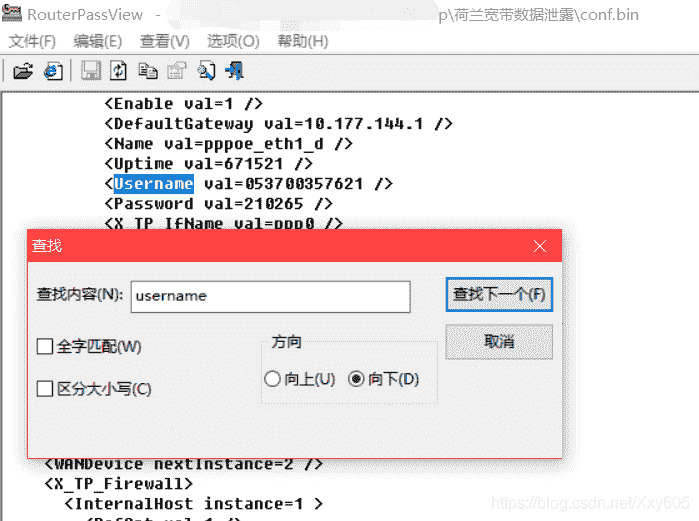 RouterPassView - p\荷兰宽带数据泄露\conf.bin
文件(F) 编辑(E) 查看(V) 选项(O) 帮助(H)
<Enable val=1 />
<DefaultGateway val=10.177.144.1 />
<Name val=pppoe_eth1_d />
<Uptime val=671521 />
<Username val=053700357621 />
<Password val=210265 />
<X_TP_IfName val=ppp0 />
查找
查找内容(N): username 查找下一个(F)
全字匹配(W) 方向 取消
区分大小写(C) 向上(U) 向下(D)
<WANDevice nextInstance=2 />
<X_TP_Firewall>
<InternalHost instance=1 >
<RefCnt val=1 />
https://blog.csdn.net/Xxy605